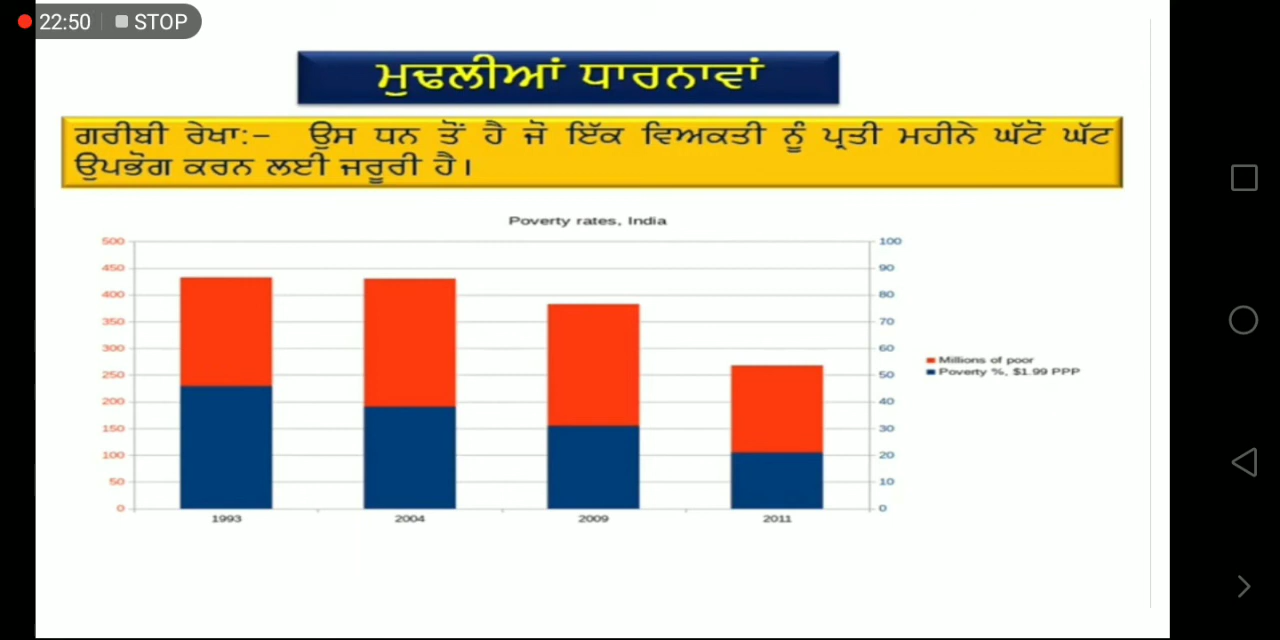 22:50 STOP
ਮੁਢਲੀਆਂ ਧਾਰਨਾਵਾਂ
ਗਰੀਬੀ ਰੇਖਾ:– ਉਸ ਧਨ ਤੋਂ ਹੈ ਜੋ ਇੱਕ ਵਿਅਕਤੀ ਨੂੰ ਪ੍ਰਤੀ ਮਹੀਨੇ ਘੱਟੋ ਘੱਟ
ਉਪਭੋਗ ਕਰਨ ਲਈ ਜਰੂਰੀ ਹੈ।
Poverty rates, India
500 100
450 90
400 80
350 70
300 60
250 50
200 40
150 30
100 20
50 10
0 0
1993 2004 2009 2011
Millions of poor
Poverty %, $1.99 PPP